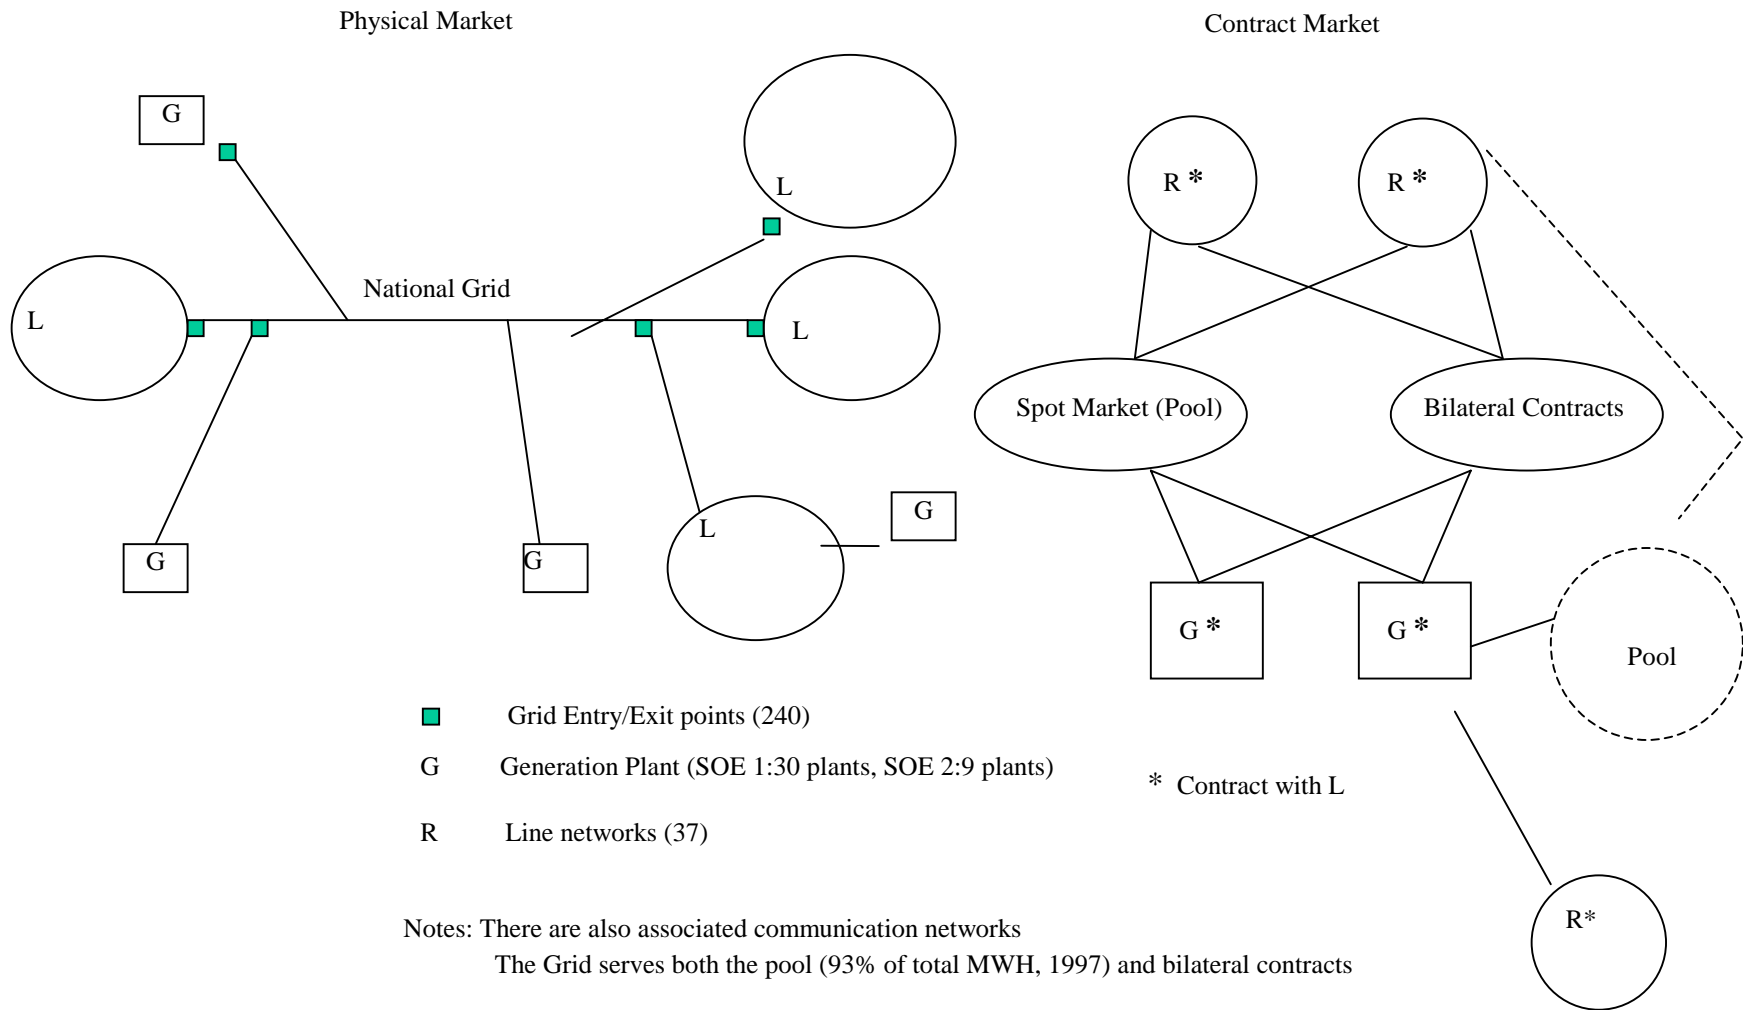 Physical Market
Contract Market
G
L
R *
R *
National Grid
L
L
Spot Market (Pool)
Bilateral Contracts
G
L
G
G
G *
G *
Pool
Grid Entry/Exit points (240)
G Generation Plant (SOE 1:30 plants, SOE 2:9 plants)
* Contract with L
R Line networks (37)
R*
Notes: There are also associated communication networks
The Grid serves both the pool (93% of total MWH, 1997) and bilateral contracts